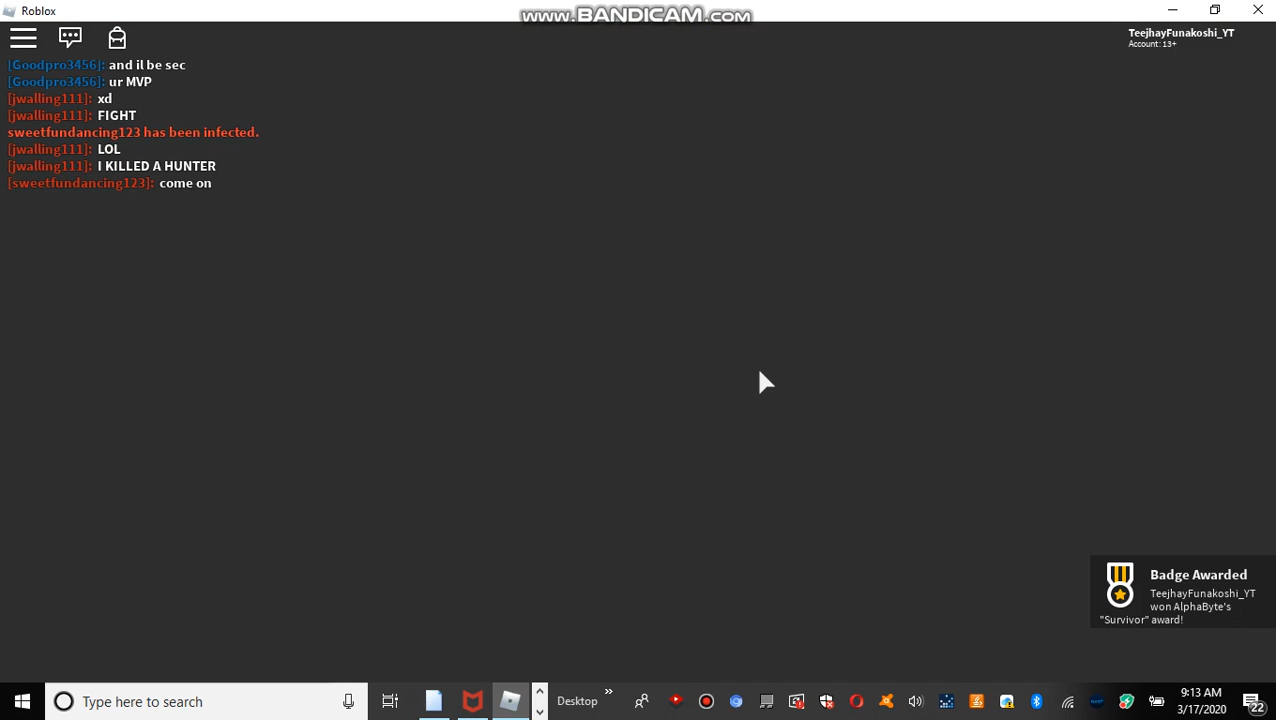 Roblox
www.BANDICAM.com
TeejhayFunakoshi_YT
Account: 13+
[Goodpro3456]: and il be sec
[Goodpro3456]: ur MVP
[jwalling111]: xd
[jwalling111]: FIGHT
sweetfundancing123 has been infected.
[jwalling111]: LOL
[jwalling111]: I KILLED A HUNTER
[sweetfundancing123]: come on
Badge Awarded
TeejhayFunakoshi_YT
won AlphaByte's
"Survivor" award!
Type here to search
Desktop
9:13 AM
3/17/2020
22